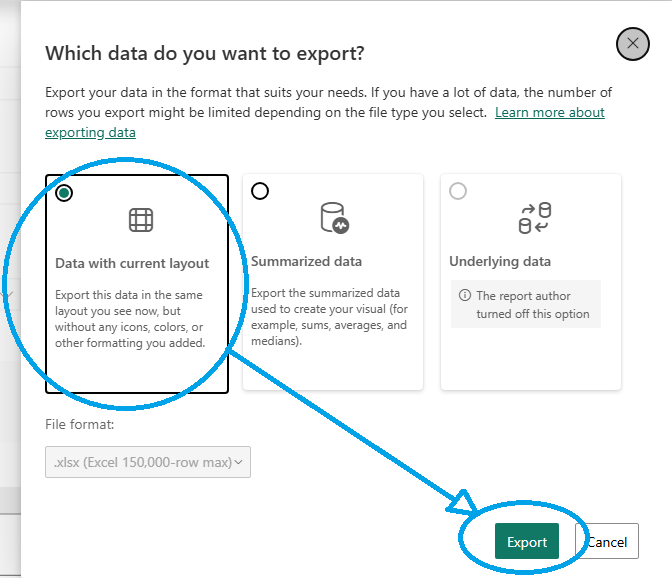 Which data do you want to export?
Export your data in the format that suits your needs. If you have a lot of data, the number of
rows you export might be limited depending on the file type you select. Learn more about
exporting data
Data with current layout
Export this data in the same
layout you see now, but
without any icons, colors, or
other formatting you added.
Summarized data
Export the summarized data
used to create your visual (for
example, sums, averages, and
medians).
Underlying data
The report author
turned off this option
File format:
.xlsx (Excel 150,000-row max)
Export
Cancel